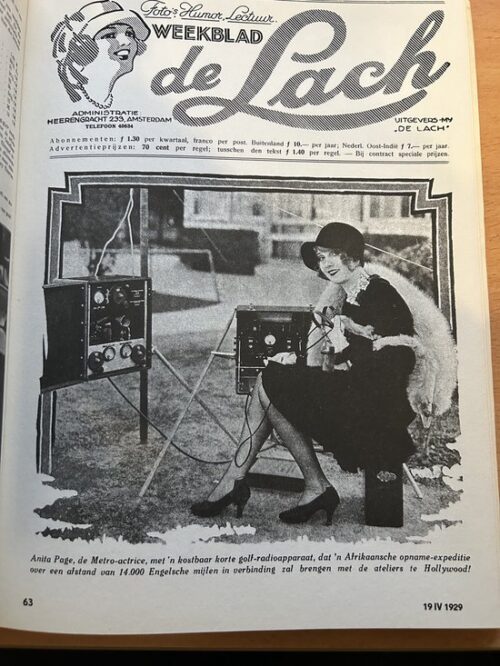 Foto's Humor, Lectuur.
WEEKBLAD
de Lach
ADMINISTRATIE
HEERENGRACHT 235, AMSTERDAM
TELEFOON 40684
UITGEVERS-MY
„DE LACH"
Abonnementen: ƒ 1.30 per kwartaal, franco per post. Buitenland ƒ 10.— per jaar; Nederl. Oost-Indië ƒ 7.— per jaar.
Advertentieprijzen: 70 cent per regel; tusschen den tekst ƒ 1.40 per regel. — Bij contract speciale prijzen.
Anita Page, de Metro-actrice, met 'n kostbaar korte golf-radioapparaat, dat 'n Afrikaansche opname-expeditie
over een afstand van 14.000 Engelsche mijlen in verbinding zal brengen met de ateliers te Hollywood!
63
19 IV 1929